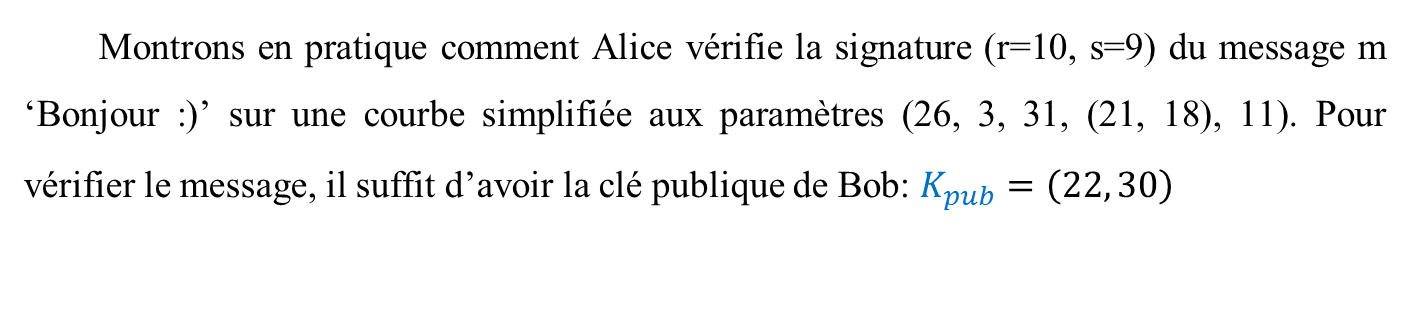 Montrons en pratique comment Alice vérifie la signature (r=10, s=9) du message m
‘Bonjour :)’ sur une courbe simplifiée aux paramètres (26, 3, 31, (21, 18), 11). Pour
vérifier le message, il suffit d’avoir la clé publique de Bob: K_{pub} = (22,30)